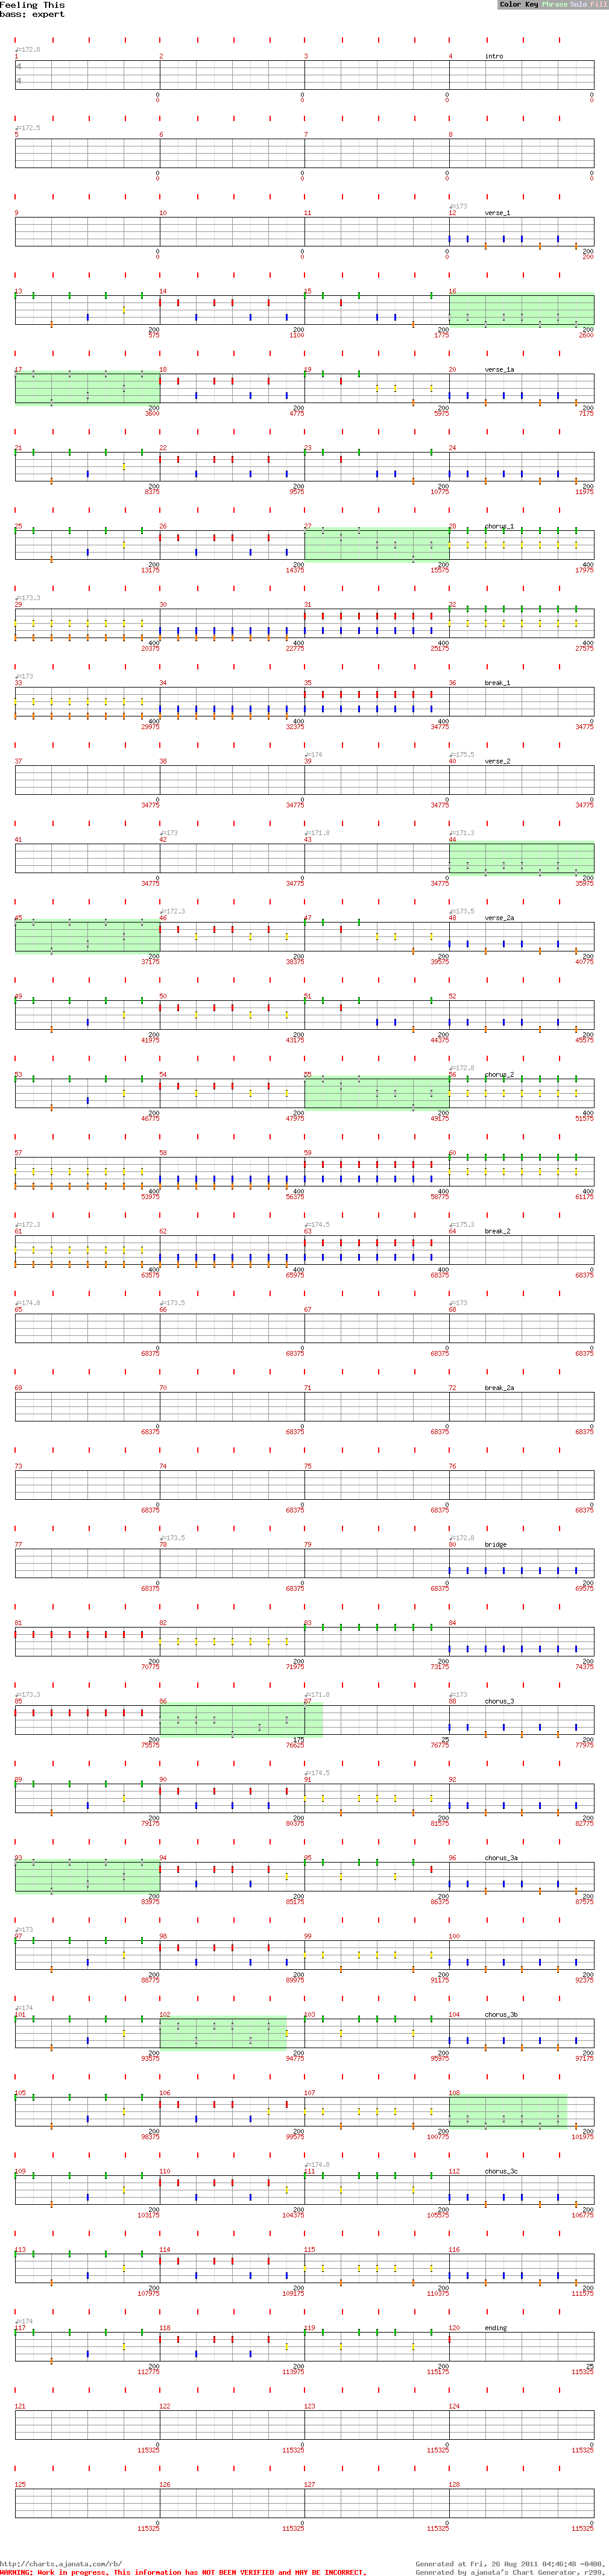 Feeling This
bass: expert
Color Key Phrase Solo Fill
♩=172.8
1 2 3 4 intro
4
4
0 0 0 0
0 0 0 0
♩=172.5
5 6 7 8
0 0 0 0
0 0 0 0
♩=173
9 10 11 12 verse_1
0 0 0 200
0 0 0 200
13 14 15 16
200 200 200 200
575 1100 1775 2600
17 18 19 20 verse_1a
200 200 200 200
3600 4775 5975 7175
21 22 23 24
200 200 200 200
8375 9575 10775 11975
25 26 27 28 chorus_1
200 200 200 400
13175 14375 15575 17975
♩=173.3
29 30 31 32
400 400 400 400
20375 22775 25175 27575
♩=173
33 34 35 36 break_1
400 400 400 0
29975 32375 34775 34775
♩=174 ♩=175.5
37 38 39 40 verse_2
0 0 0 0
34775 34775 34775 34775
♩=173 ♩=171.8 ♩=171.3
41 42 43 44
0 0 0 200
34775 34775 34775 35975
♩=172.3 ♩=173.5
45 46 47 48 verse_2a
200 200 200 200
37175 38375 39575 40775
49 50 51 52
200 200 200 200
41975 43175 44375 45575
♩=172.8
53 54 55 56 chorus_2
200 200 200 400
46775 47975 49175 51575
57 58 59 60
400 400 400 400
53975 56375 58775 61175
♩=172.3 ♩=174.5 ♩=175.3
61 62 63 64 break_2
400 400 400 0
63575 65975 68375 68375
♩=174.8 ♩=173.5 ♩=173
65 66 67 68
0 0 0 0
68375 68375 68375 68375
69 70 71 72 break_2a
0 0 0 0
68375 68375 68375 68375
73 74 75 76
0 0 0 0
68375 68375 68375 68375
♩=173.5 ♩=172.8
77 78 79 80 bridge
0 0 0 200
68375 68375 68375 69575
81 82 83 84
200 200 200 200
70775 71975 73175 74375
♩=173.3 ♩=171.8 ♩=173
85 86 87 88 chorus_3
200 175 25 200
75575 76625 76775 77975
♩=174.5
89 90 91 92
200 200 200 200
79175 80375 81575 82775
93 94 95 96 chorus_3a
200 200 200 200
83975 85175 86375 87575
♩=173
97 98 99 100
200 200 200 200
88775 89975 91175 92375
♩=174
101 102 103 104 chorus_3b
200 200 200 200
93575 94775 95975 97175
105 106 107 108
200 200 200 200
98375 99575 100775 101975
♩=174.8
109 110 111 112 chorus_3c
200 200 200 200
103175 104375 105575 106775
113 114 115 116
200 200 200 200
107975 109175 110375 111575
♩=174
117 118 119 120 ending
200 200 200 25
112775 113975 115175 115325
121 122 123 124
0 0 0 0
115325 115325 115325 115325
125 126 127 128
0 0 0 0
115325 115325 115325 115325
http://charts.ajanata.com/rb/
Generated at Fri, 26 Aug 2011 04:46:48 -0400.
WARNING: Work in progress. This information has NOT BEEN VERIFIED and MAY BE INCORRECT.
Generated by ajanata's Chart Generator, r299.